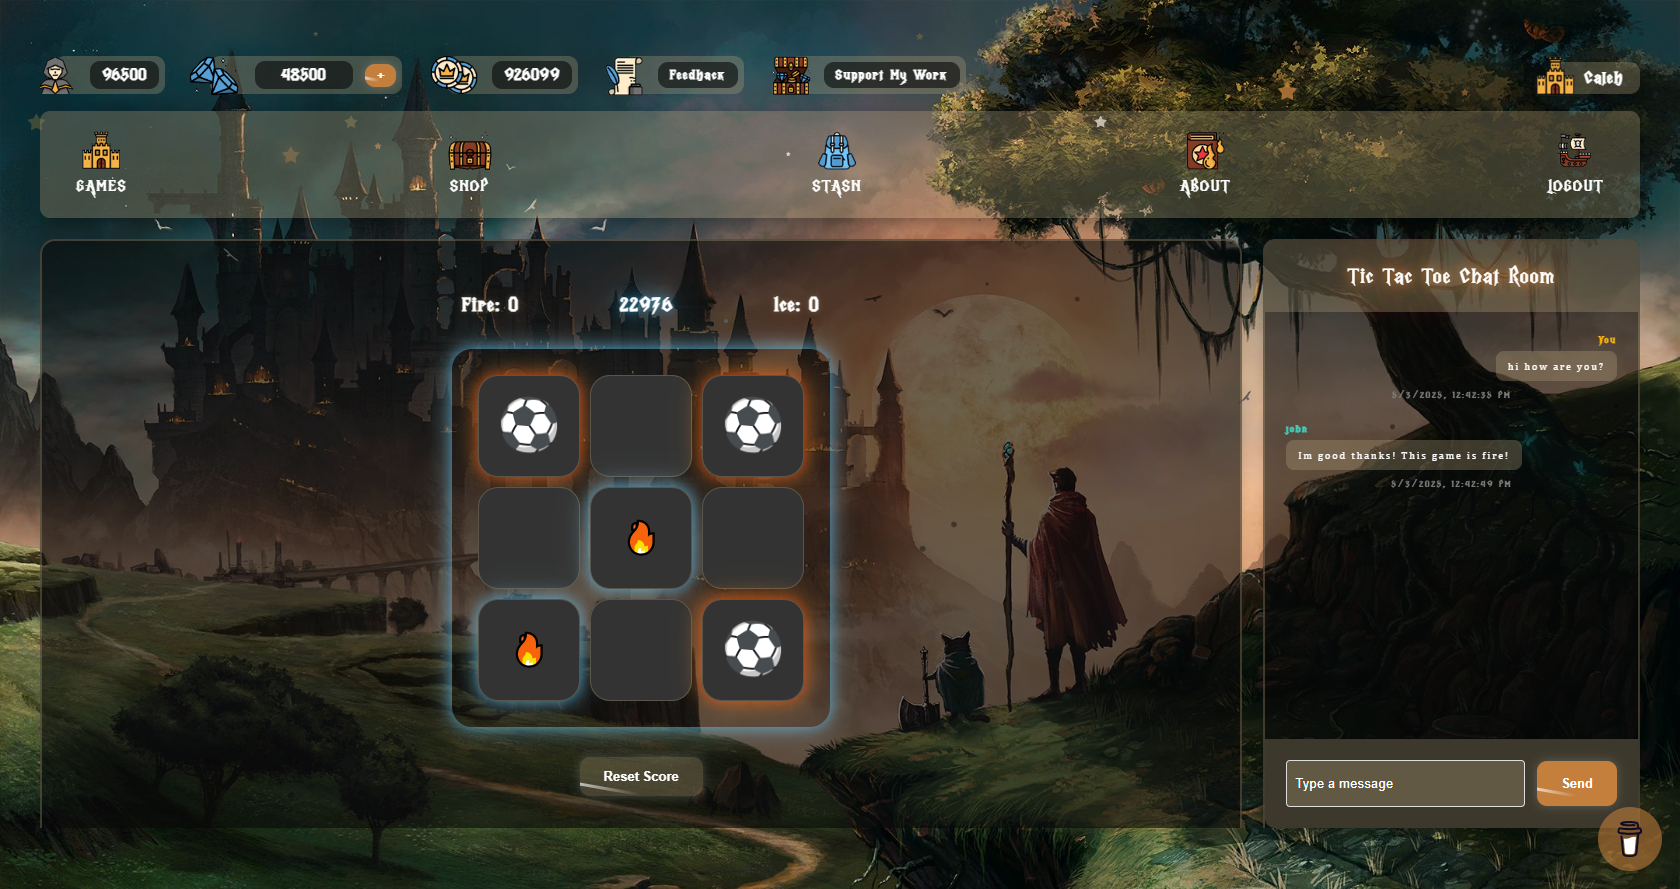 96500
48500
+
926099
Feedback
Support My Work
Caleb
GAMES
SHOP
STASH
ABOUT
LOGOUT
Fire: 0
22976
Ice: 0
Reset Score
Tic Tac Toe Chat Room
You
hi how are you?
5/3/2025, 12:42:35 PM
john
Im good thanks! This game is fire!
5/3/2025, 12:42:49 PM
Type a message
Send